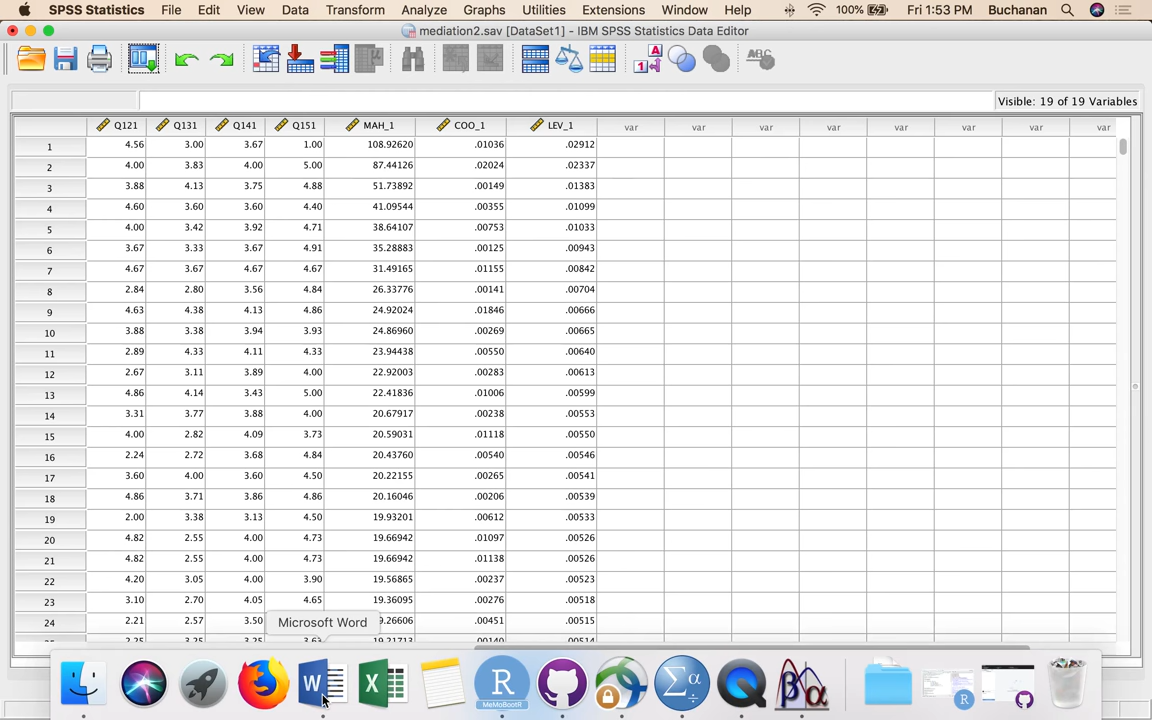 SPSS Statistics File Edit View Data Transform Analyze Graphs Utilities Extensions Window Help 100% Fri 1:53 PM Buchanan
mediation2.sav [DataSet1] - IBM SPSS Statistics Data Editor
Visible: 19 of 19 Variables
Q121 Q131 Q141 Q151 MAH_1 COO_1 LEV_1 var var var var var var var var
1 4.56 3.00 3.67 1.00 108.92620 .01036 .02912
2 4.00 3.83 4.00 5.00 87.44126 .02024 .02337
3 3.88 4.13 3.75 4.88 51.73892 .00149 .01383
4 4.60 3.60 3.60 4.40 41.09544 .00355 .01099
5 4.00 3.42 3.92 4.71 38.64107 .00753 .01033
6 3.67 3.33 3.67 4.91 35.28883 .00125 .00943
7 4.67 3.67 4.67 4.67 31.49165 .01155 .00842
8 2.84 2.80 3.56 4.84 26.33776 .00141 .00704
9 4.63 4.38 4.13 4.86 24.92024 .01846 .00666
10 3.88 3.38 3.94 3.93 24.86960 .00269 .00665
11 2.89 4.33 4.11 4.33 23.94438 .00550 .00640
12 2.67 3.11 3.89 4.00 22.92003 .00283 .00613
13 4.86 4.14 3.43 5.00 22.41836 .01006 .00599
14 3.31 3.77 3.88 4.00 20.67917 .00238 .00553
15 4.00 2.82 4.09 3.73 20.59031 .01118 .00550
16 2.24 2.72 3.68 4.84 20.43760 .00540 .00546
17 3.60 4.00 3.60 4.50 20.22155 .00265 .00541
18 4.86 3.71 3.86 4.86 20.16046 .00206 .00539
19 2.00 3.38 3.13 4.50 19.93201 .00612 .00533
20 4.82 2.55 4.00 4.73 19.66942 .01097 .00526
21 4.82 2.55 4.00 4.73 19.66942 .01138 .00526
22 4.20 3.05 4.00 3.90 19.56865 .00237 .00523
23 3.10 2.70 4.05 4.65 19.36095 .00276 .00518
24 2.21 2.57 3.50 9.26606 .00451 .00515
Microsoft Word
MeMoBootR